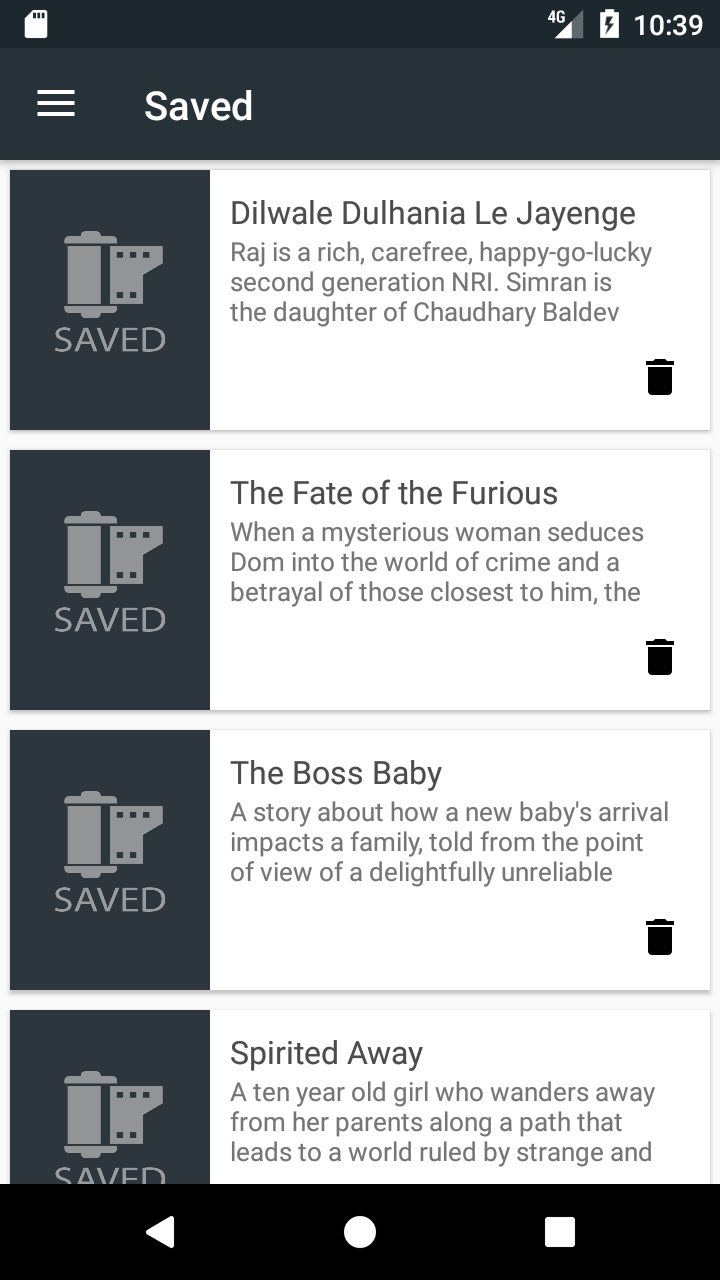 4G 10:39
Saved
Dilwale Dulhania Le Jayenge
Raj is a rich, carefree, happy-go-lucky
second generation NRI. Simran is
the daughter of Chaudhary Baldev
SAVED
The Fate of the Furious
When a mysterious woman seduces
Dom into the world of crime and a
betrayal of those closest to him, the
SAVED
The Boss Baby
A story about how a new baby's arrival
impacts a family, told from the point
of view of a delightfully unreliable
SAVED
Spirited Away
A ten year old girl who wanders away
from her parents along a path that
leads to a world ruled by strange and
SAVED